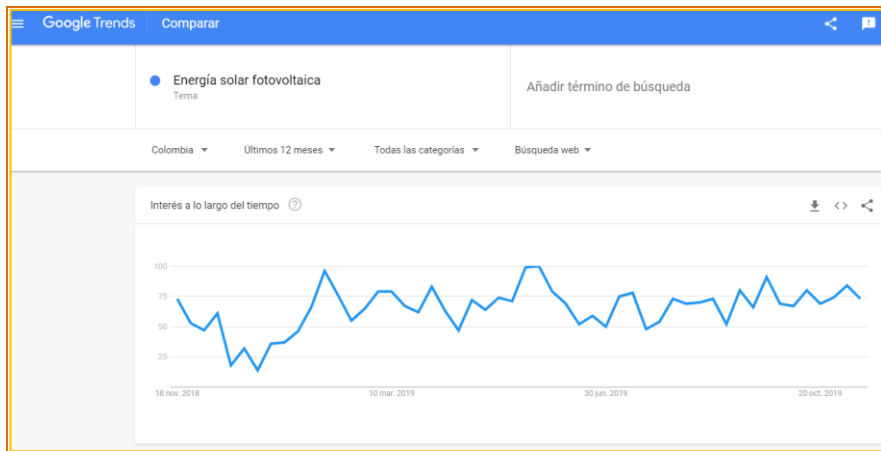 Google Trends Comparar
Energía solar fotovoltaica
Tema
Añadir término de búsqueda
Colombia Últimos 12 meses Todas las categorías Búsqueda web
Interés a lo largo del tiempo
100
75
50
25
18 nov. 2018 10 mar. 2019 30 jun. 2019 20 oct. 2019